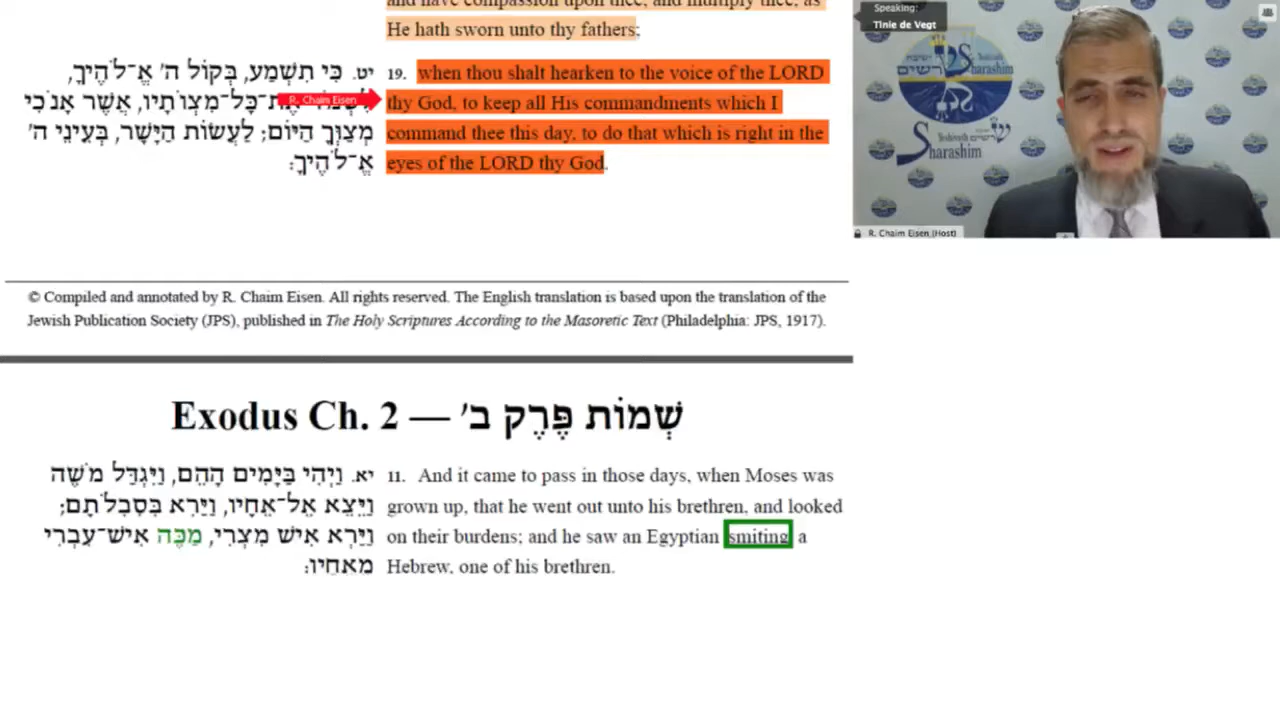 have compassion upon thee, and multiply thee, as
He hath sworn unto thy fathers;
יט. כִּי תִשְׁמַע, בְּקוֹל ה' אֱ־לֹהֶיךָ,
אֶת־כָּל־מִצְוֺתָיו, אֲשֶׁר אָנֹכִי
מְצַוְּךָ הַיּוֹם; לַעֲשׂוֹת הַיָּשָׁר, בְּעֵינֵי ה'
אֱ־לֹהֶיךָ:
R. Chaim Eisen
19. when thou shalt hearken to the voice of the LORD
thy God, to keep all His commandments which I
command thee this day, to do that which is right in the
eyes of the LORD thy God.
© Compiled and annotated by R. Chaim Eisen. All rights reserved. The English translation is based upon the translation of the
Jewish Publication Society (JPS), published in The Holy Scriptures According to the Masoretic Text (Philadelphia: JPS, 1917).
Exodus Ch. 2 — שְׁמוֹת פֶּרֶק ב'
יא. וַיְהִי בַּיָּמִים הָהֵם, וַיִּגְדַּל מֹשֶׁה
וַיֵּצֵא אֶל־אֶחָיו, וַיַּרְא בְּסִבְלֹתָם;
וַיַּרְא אִישׁ מִצְרִי, מַכֶּה אִישׁ־עִבְרִי
מֵאֶחָיו:
11. And it came to pass in those days, when Moses was
grown up, that he went out unto his brethren, and looked
on their burdens; and he saw an Egyptian smiting a
Hebrew, one of his brethren.
Speaking:
Tinie de Vegt
ישיבת
שרשים
Sharashim
Yeshivath שרשים
Sharashim
R. Chaim Eisen (Host)